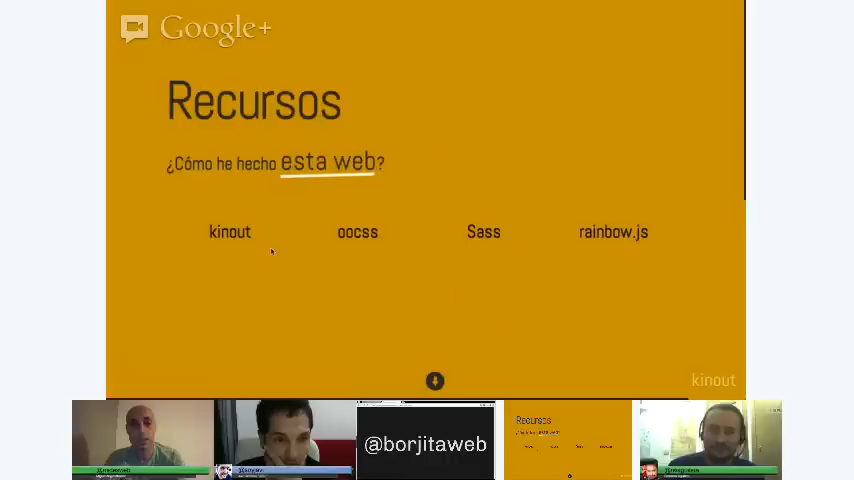 Google+
Recursos
¿Cómo he hecho esta web?
kinout
oocss
Sass
rainbow.js
kinout
@borjitaweb
Recursos